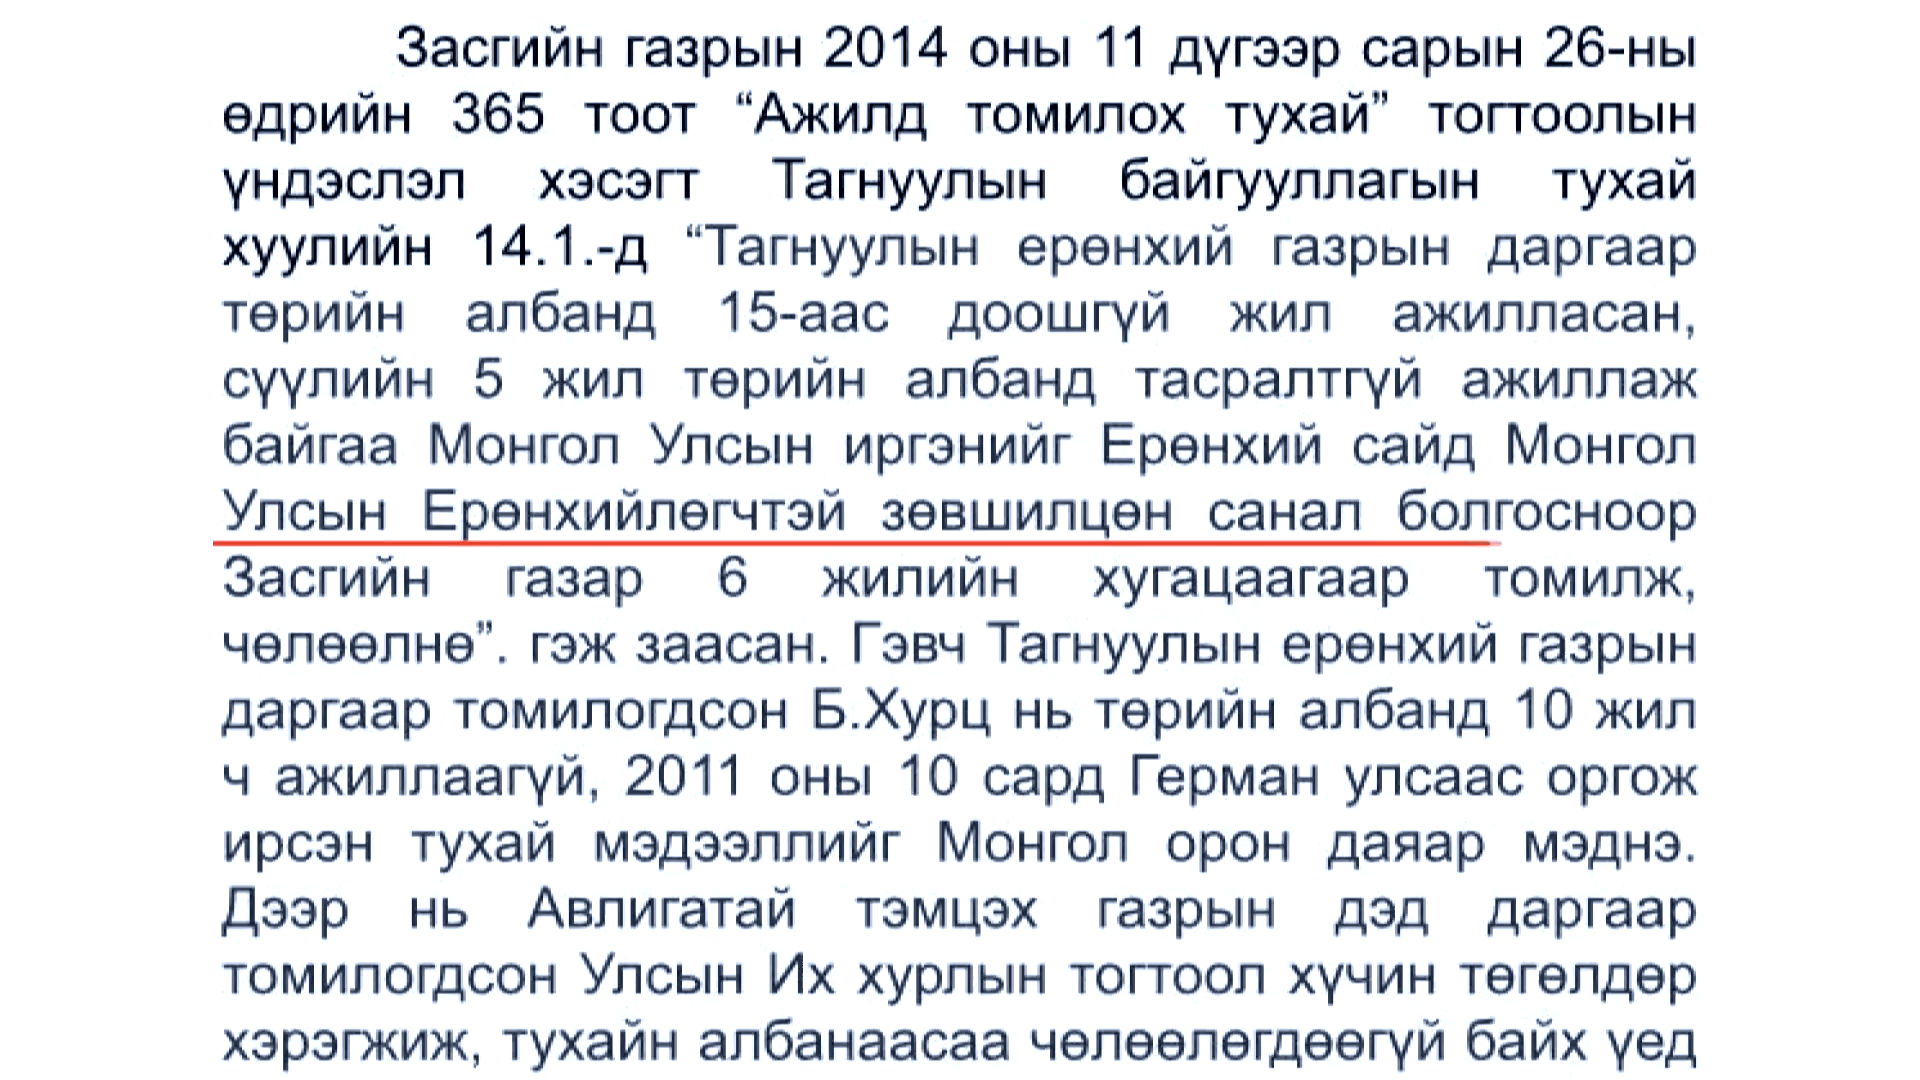 Засгийн газрын 2014 оны 11 дүгээр сарын 26-ны
өдрийн 365 тоот “Ажилд томилох тухай” тогтоолын
үндэслэл хэсэгт Тагнуулын байгууллагын тухай
хуулийн 14.1.-д “Тагнуулын ерөнхий газрын даргаар
төрийн албанд 15-аас доошгүй жил ажилласан,
сүүлийн 5 жил төрийн албанд тасралтгүй ажиллаж
байгаа Монгол Улсын иргэнийг Ерөнхий сайд Монгол
Улсын Ерөнхийлөгчтэй зөвшилцөн санал болгосноор
Засгийн газар 6 жилийн хугацаагаар томилж,
чөлөөлнө”. гэж заасан. Гэвч Тагнуулын ерөнхий газрын
даргаар томилогдсон Б.Хурц нь төрийн албанд 10 жил
ч ажиллаагүй, 2011 оны 10 сард Герман улсаас оргож
ирсэн тухай мэдээллийг Монгол орон даяар мэднэ.
Дээр нь Авлигатай тэмцэх газрын дэд даргаар
томилогдсон Улсын Их хурлын тогтоол хүчин төгөлдөр
хэрэгжиж, тухайн албанаасаа чөлөөлөгдөөгүй байх үед